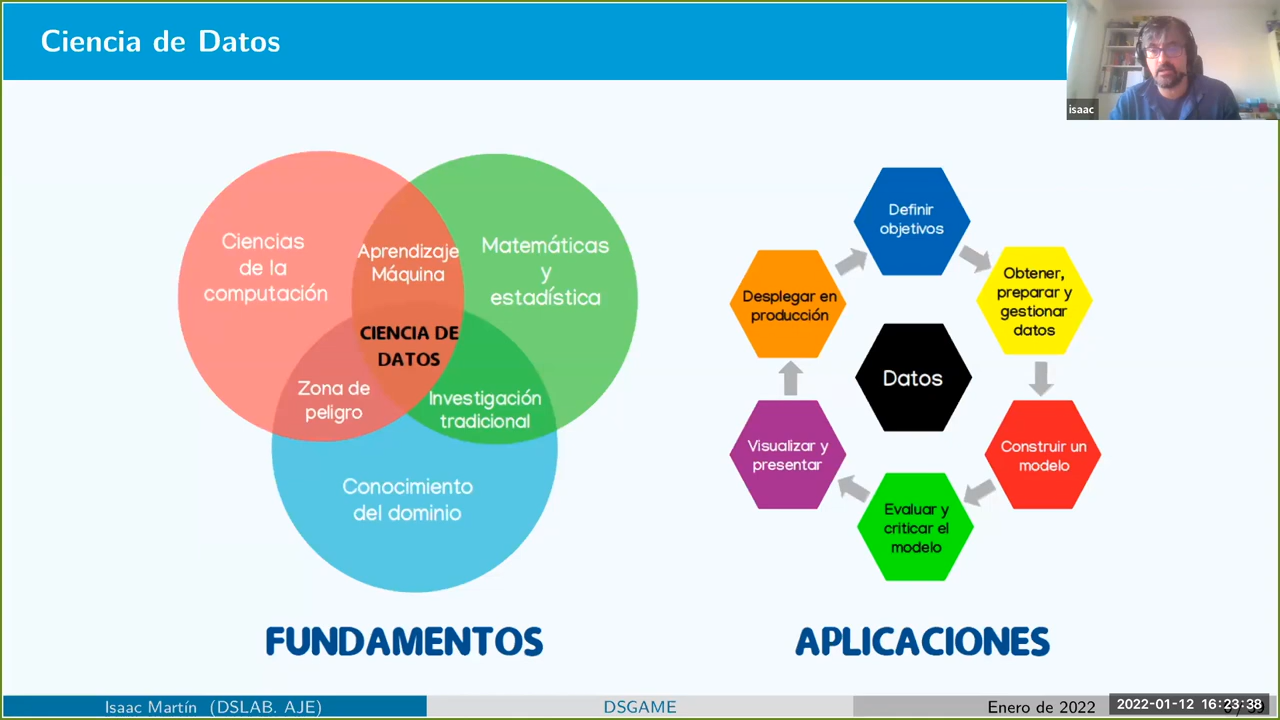 Ciencia de Datos
isaac
Ciencias
de la
computación
Aprendizaje
Máquina
Matemáticas
y
estadística
CIENCIA DE
DATOS
Zona de
peligro
Investigación
tradicional
Conocimiento
del dominio
FUNDAMENTOS
Definir
objetivos
Obtener,
preparar y
gestionar
datos
Construir un
modelo
Evaluar y
criticar el
modelo
Visualizar y
presentar
Desplegar en
producción
Datos
APLICACIONES
Isaac Martín (DSLAB. AJE)
DSGAME
Enero de 2022
2022-01-12 16:23:38